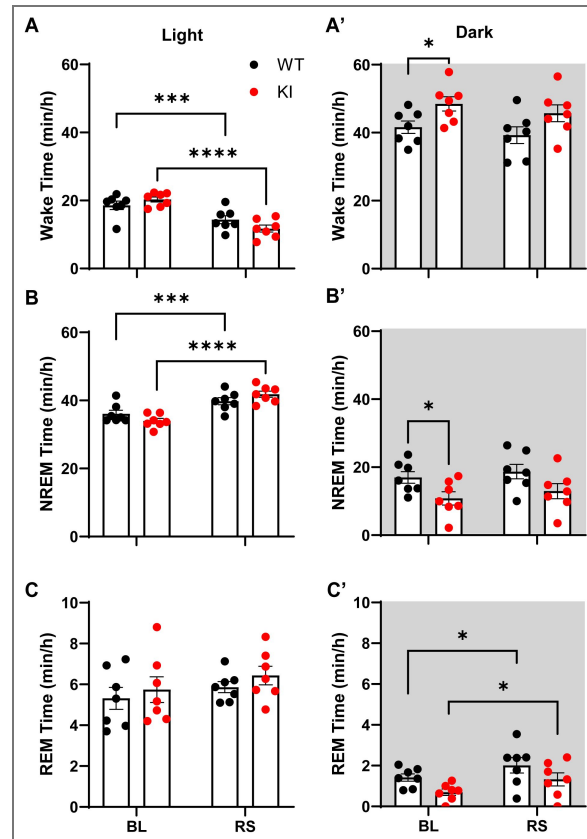 A
Light
WT
KI
Wake Time (min/h)
60
40
20
0
***
****
A'
Dark
Wake Time (min/h)
60
40
20
0
*
B
NREM Time (min/h)
60
40
20
0
***
****
B'
NREM Time (min/h)
60
40
20
0
*
C
REM Time (min/h)
10
8
6
4
2
0
BL
RS
C'
REM Time (min/h)
10
8
6
4
2
0
*
*
BL
RS